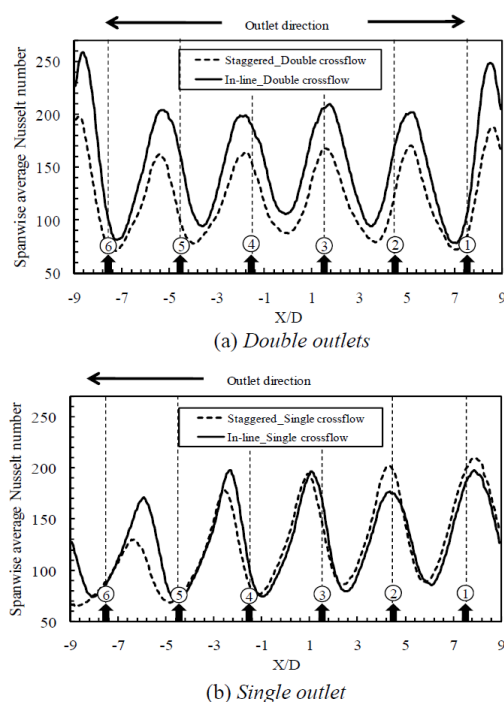 Outlet direction
Staggered_Double crossflow
In-line_Double crossflow
Spanwise average Nusselt number
250
200
150
100
50
6 5 4 3 2 1
-9 -7 -5 -3 -1 1 3 5 7 9
X/D
(a) Double outlets
Outlet direction
Staggered_Single crossflow
In-line_Single crossflow
Spanwise average Nusselt number
250
200
150
100
50
6 5 4 3 2 1
-9 -7 -5 -3 -1 1 3 5 7 9
X/D
(b) Single outlet